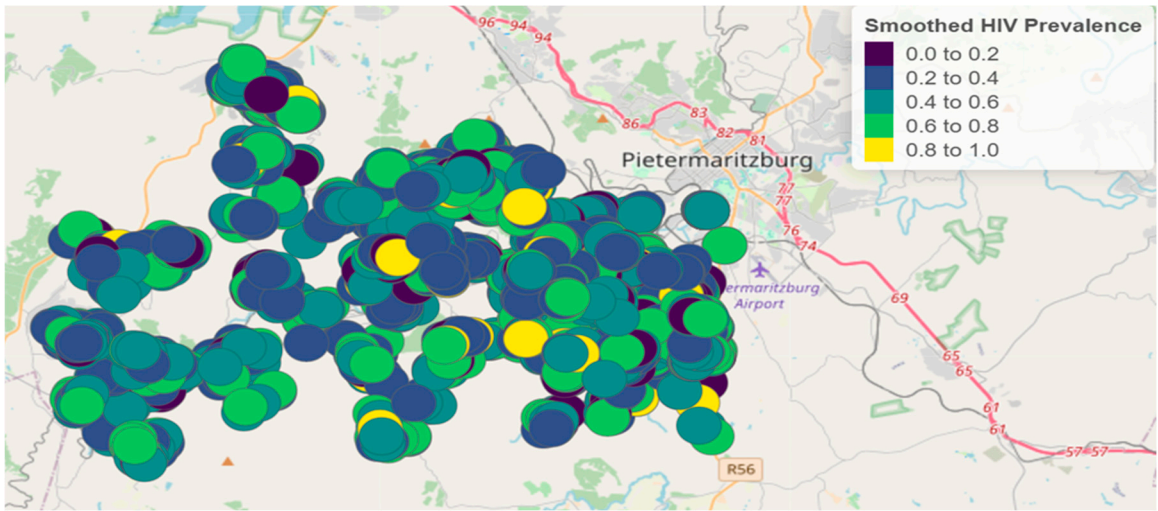 96
94
94
86
83
82
81
Pietermaritzburg
77
77
76
74
ermaritzburg
Airport
69
65
65
61
61
57 57
R56
Smoothed HIV Prevalence
0.0 to 0.2
0.2 to 0.4
0.4 to 0.6
0.6 to 0.8
0.8 to 1.0